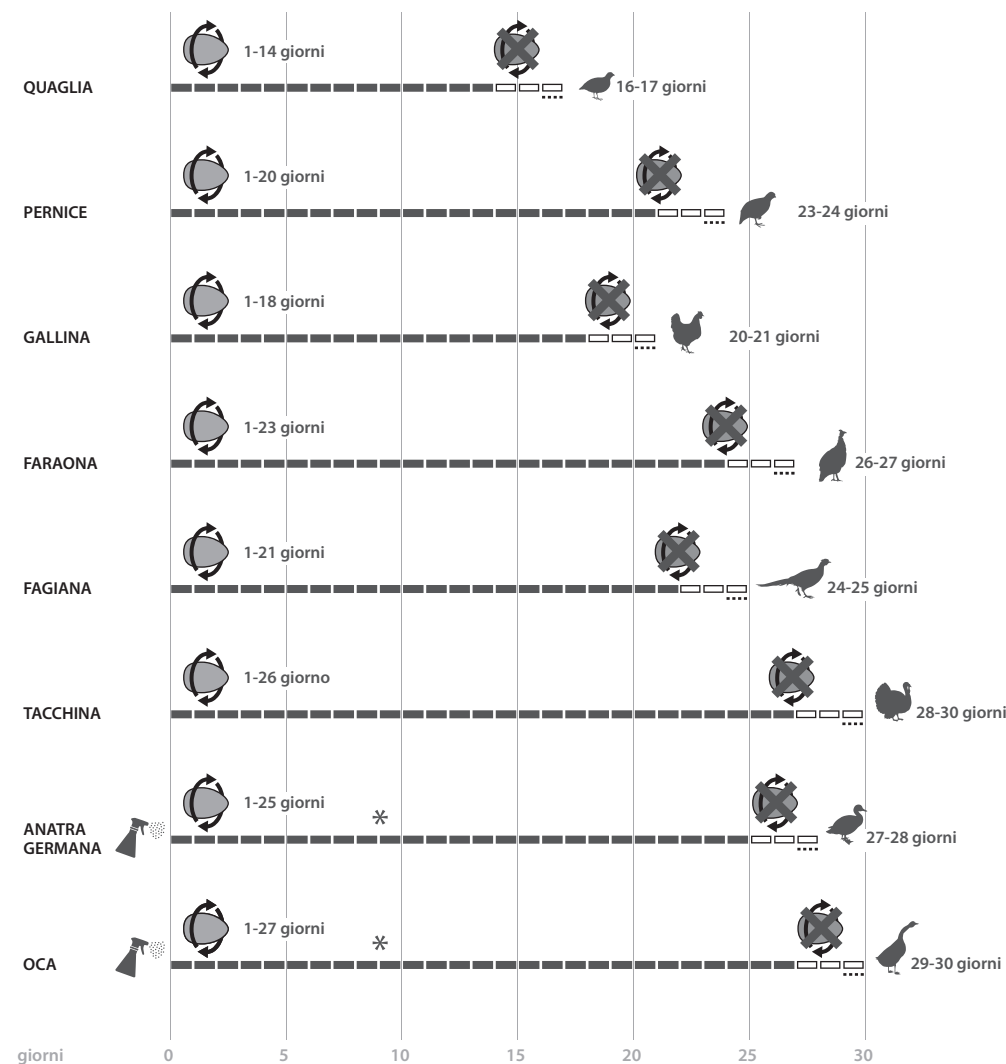 1-14 giorni
QUAGLIA
16-17 giorni
1-20 giorni
PERNICE
23-24 giorni
1-18 giorni
GALLINA
20-21 giorni
1-23 giorni
FARAONA
26-27 giorni
1-21 giorni
FAGIANA
24-25 giorni
1-26 giorno
TACCHINA
28-30 giorni
1-25 giorni
*
ANATRA
GERMANA
27-28 giorni
1-27 giorni
*
OCA
29-30 giorni
giorni 0 5 10 15 20 25 30